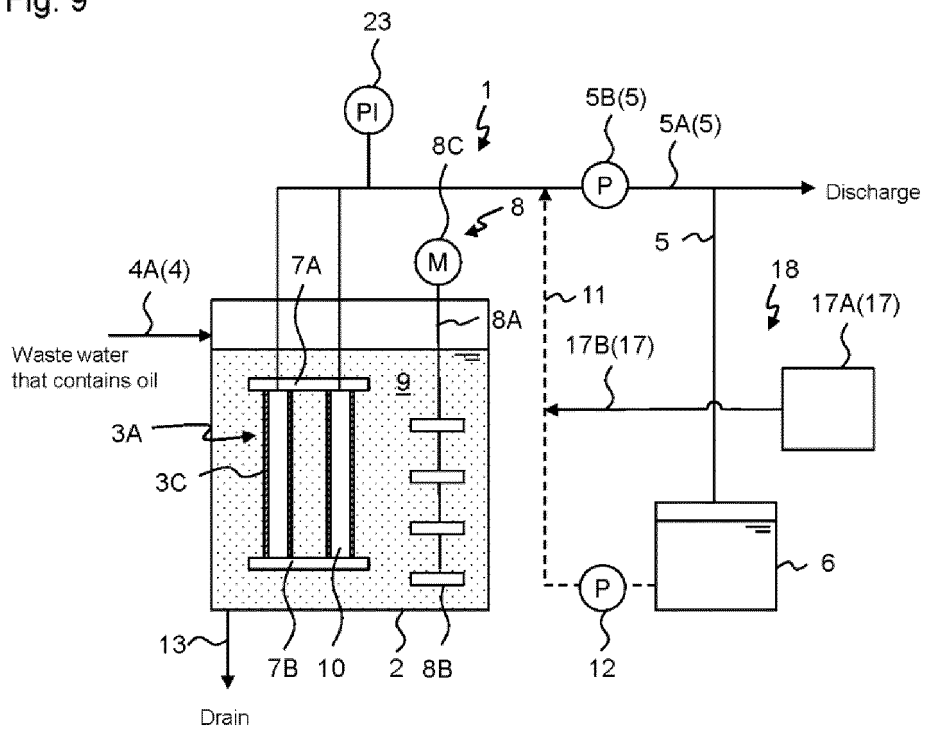 Fig. 9
23
PI
1
5B(5)
5A(5)
8C
P
Discharge
8
5
M
4A(4)
7A
18
11
17A(17)
8A
Waste water
that contains oil
17B(17)
9
3A
3C
6
P
13
7B
10
2
8B
12
Drain